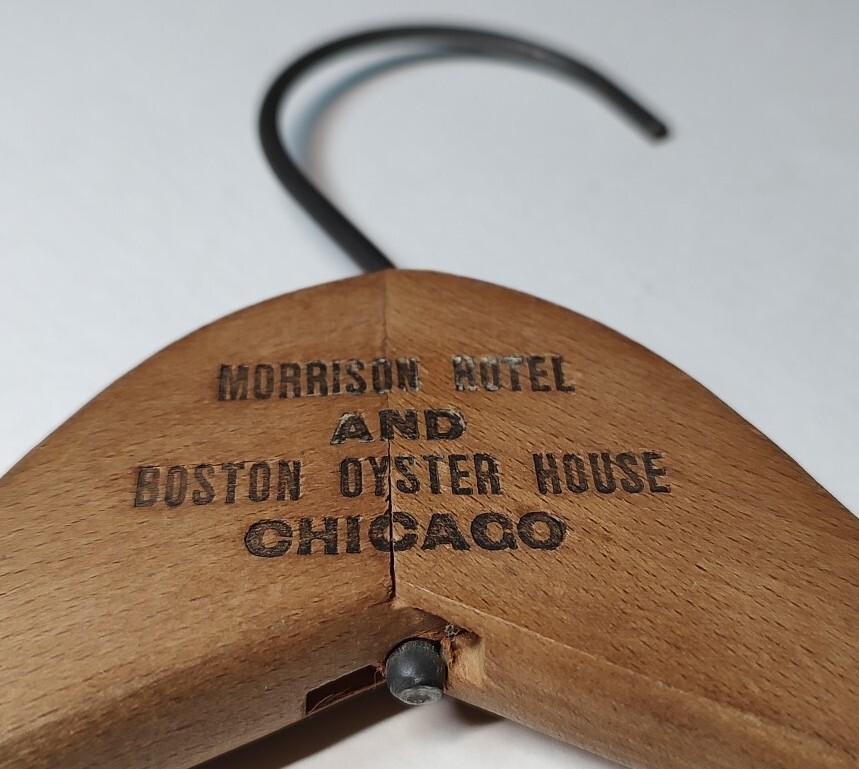 MORRISON HOTEL
AND
BOSTON OYSTER HOUSE
CHICAGO